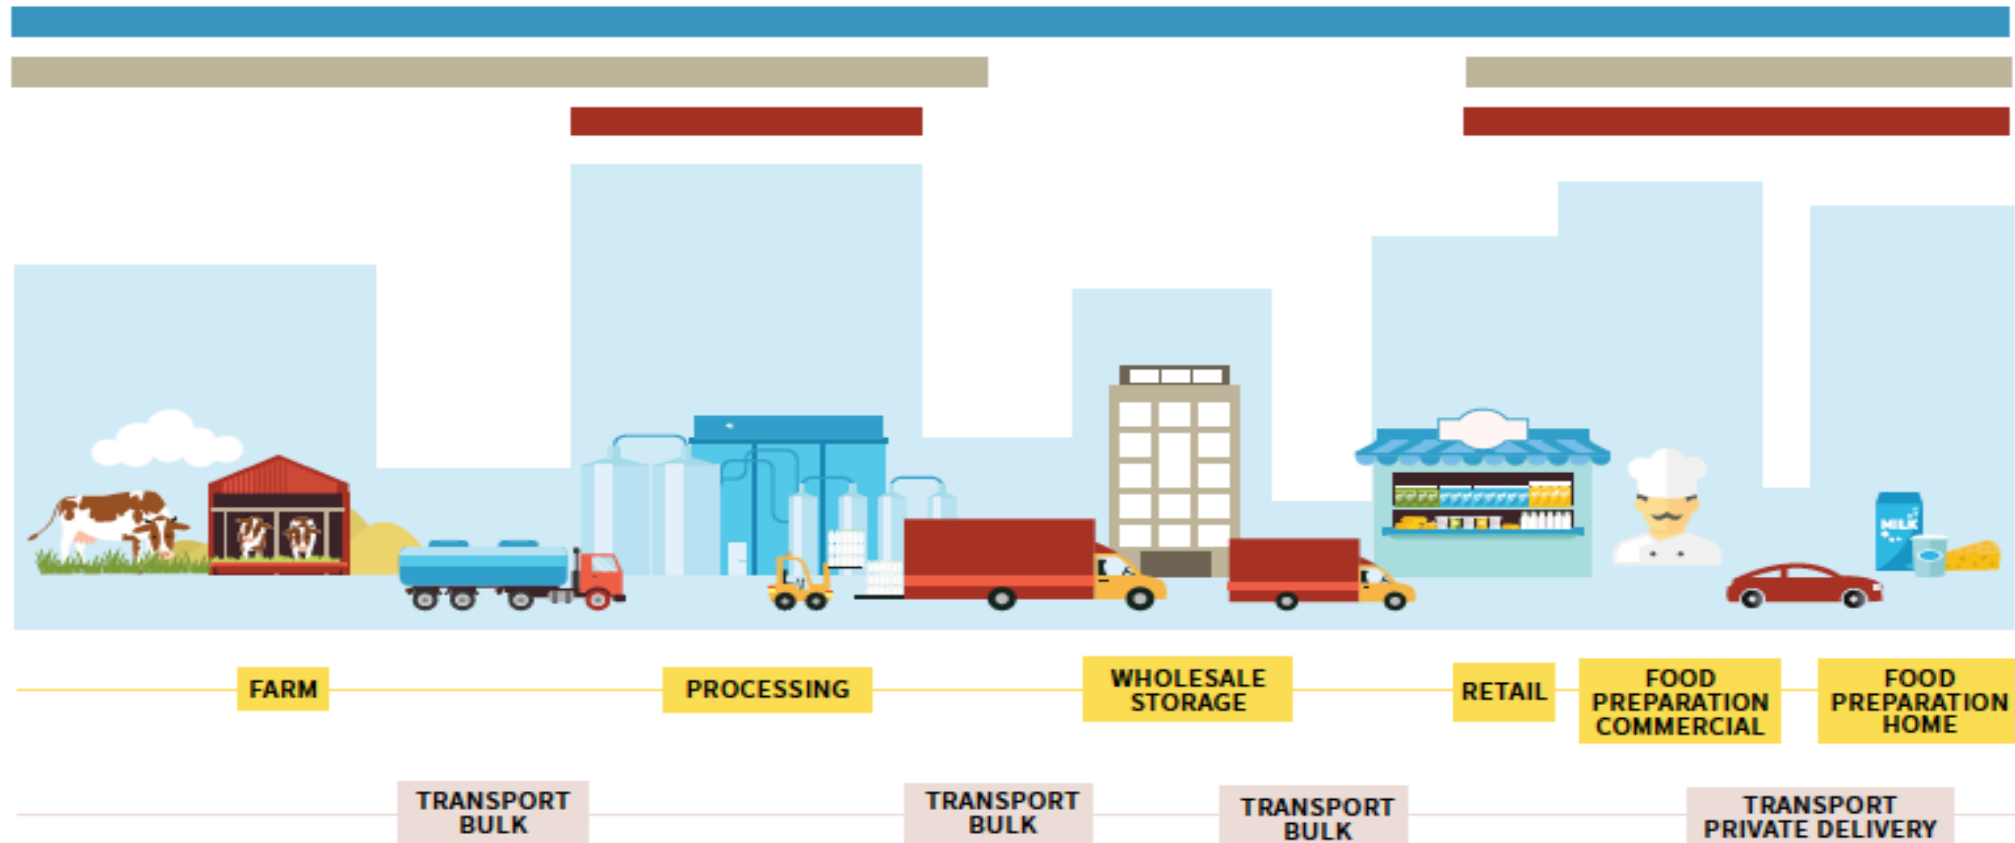 MILK
FARM
PROCESSING
WHOLESALE
STORAGE
RETAIL
FOOD
PREPARATION
COMMERCIAL
FOOD
PREPARATION
HOME
TRANSPORT
BULK
TRANSPORT
BULK
TRANSPORT
BULK
TRANSPORT
PRIVATE DELIVERY